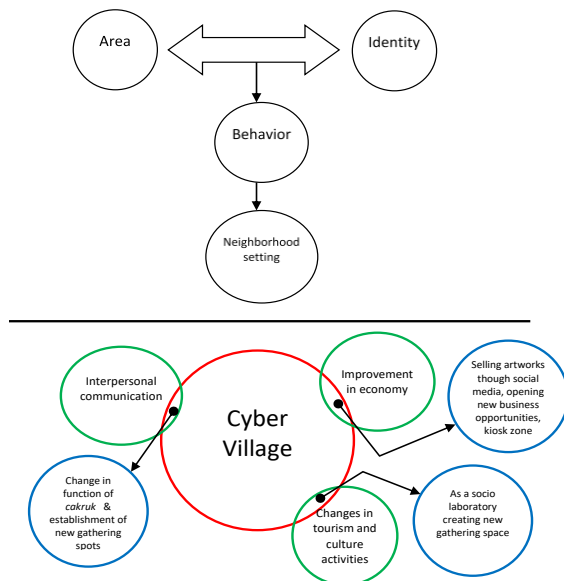 Area
Identity
Behavior
Neighborhood
setting
Interpersonal
communication
Improvement
in economy
Selling artworks
though social
media, opening
new business
opportunities,
kiosk zone
Cyber
Village
Change in
function of
cakruk &
establishment of
new gathering
spots
Changes in
tourism and
culture
activities
As a socio
laboratory
creating new
gathering space